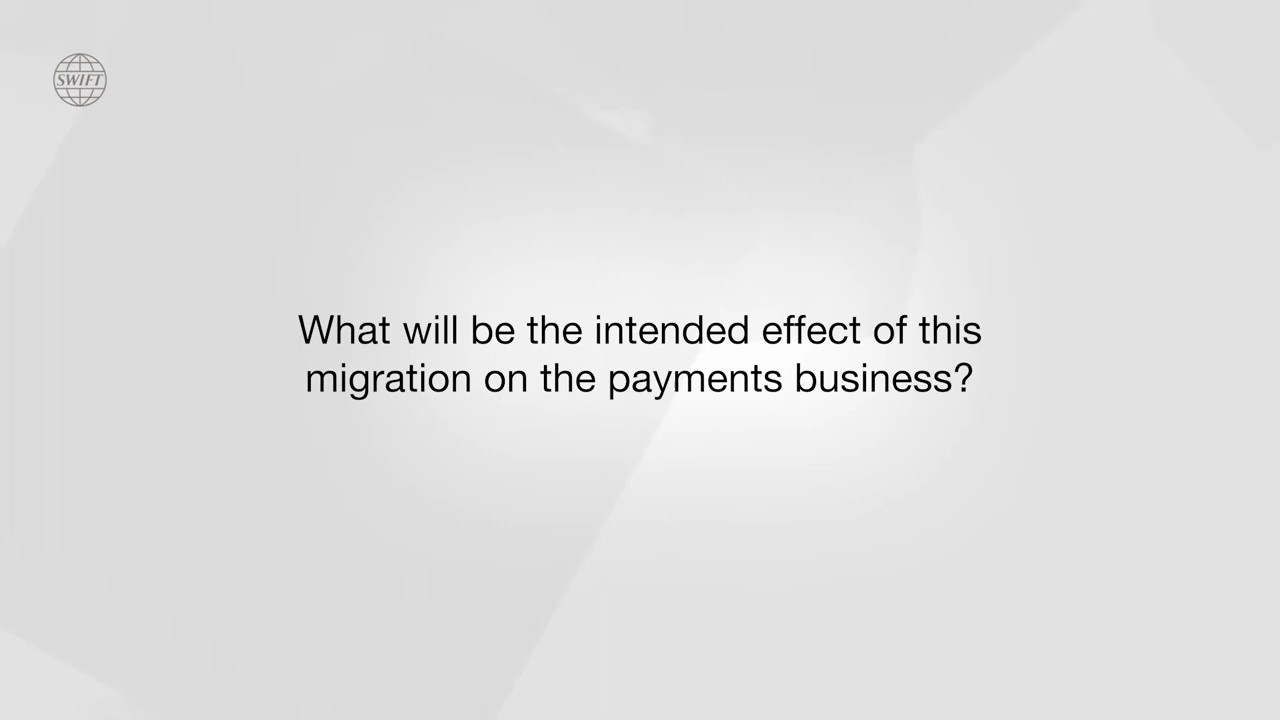 SWIFT
What will be the intended effect of this
migration on the payments business?